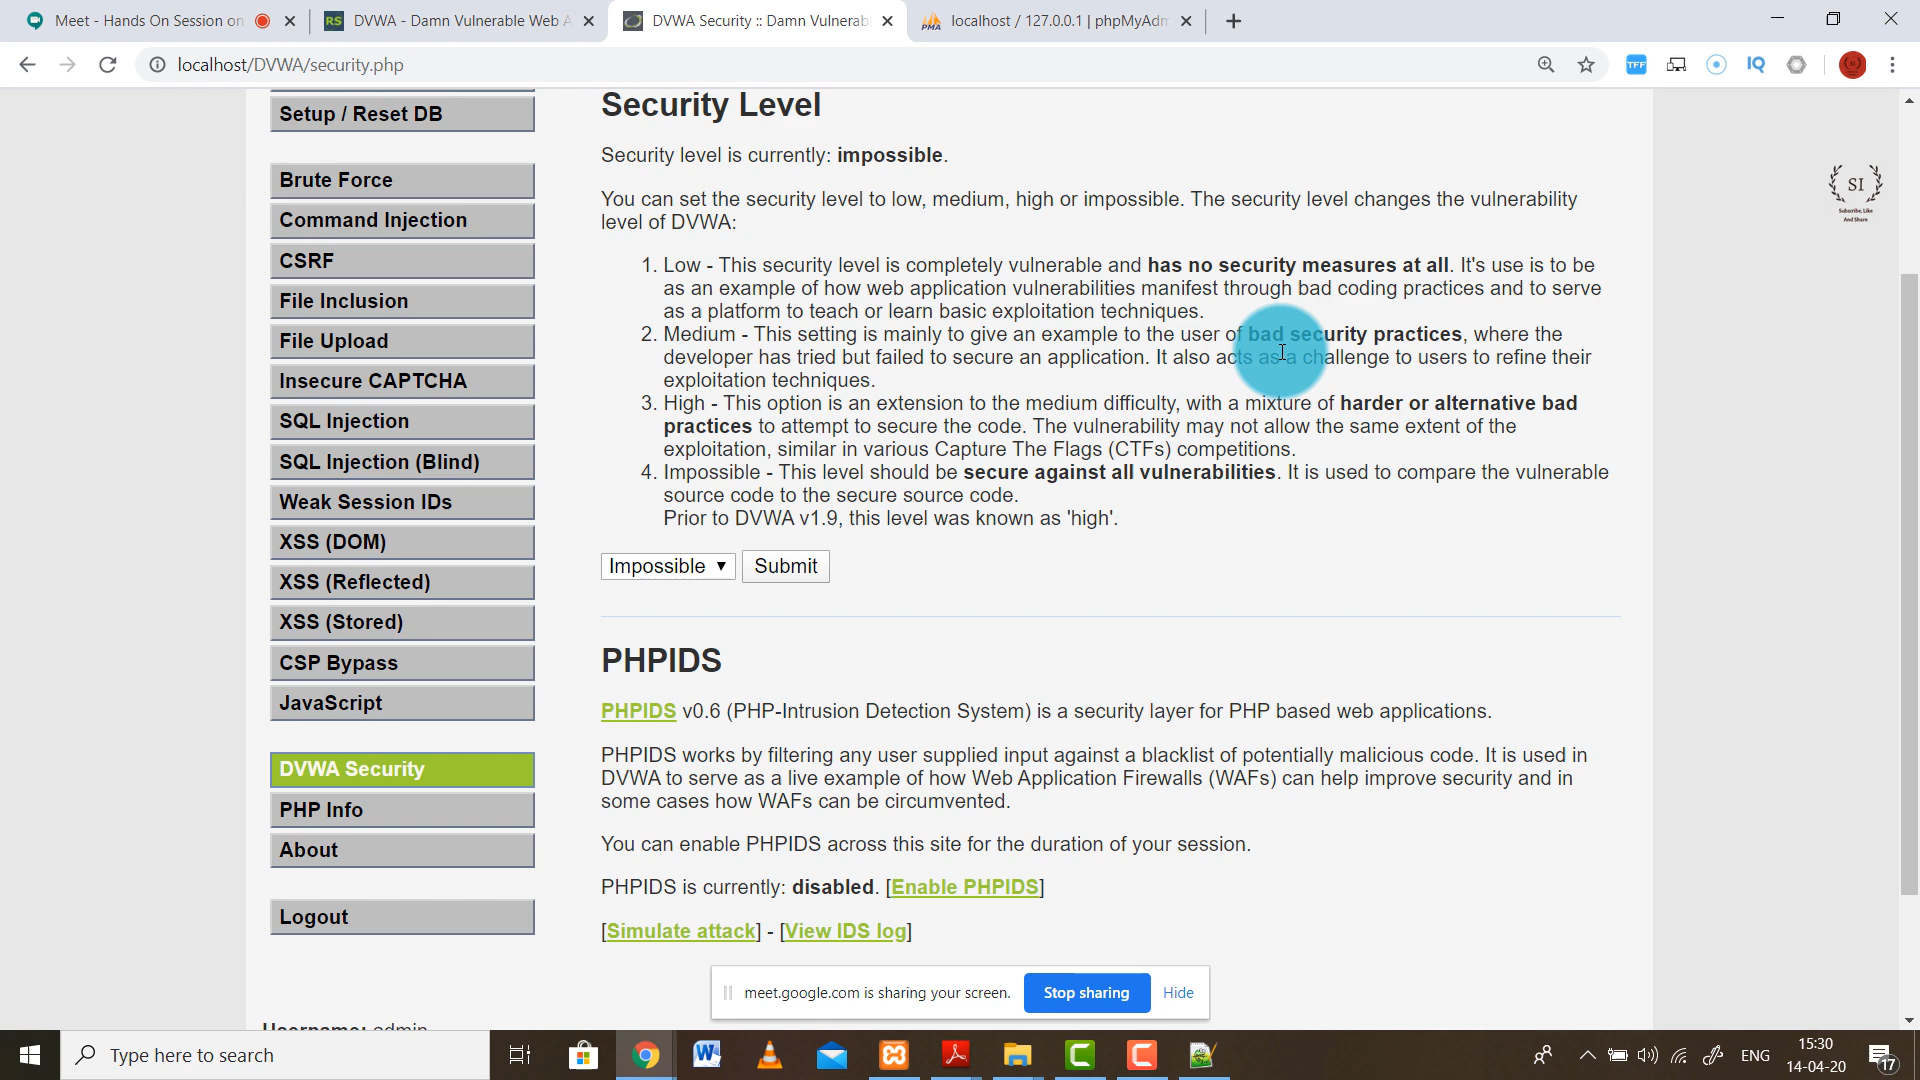 Meet - Hands On Session on
DVWA - Damn Vulnerable Web A
DVWA Security :: Damn Vulnerab
localhost / 127.0.0.1 | phpMyAdm
localhost/DVWA/security.php
TFF
IQ
Setup / Reset DB
Brute Force
Command Injection
CSRF
File Inclusion
File Upload
Insecure CAPTCHA
SQL Injection
SQL Injection (Blind)
Weak Session IDs
XSS (DOM)
XSS (Reflected)
XSS (Stored)
CSP Bypass
JavaScript
DVWA Security
PHP Info
About
Logout
Username: admin
Security Level
Security level is currently: impossible.
You can set the security level to low, medium, high or impossible. The security level changes the vulnerability
level of DVWA:
1. Low - This security level is completely vulnerable and has no security measures at all. It's use is to be
as an example of how web application vulnerabilities manifest through bad coding practices and to serve
as a platform to teach or learn basic exploitation techniques.
2. Medium - This setting is mainly to give an example to the user of bad security practices, where the
developer has tried but failed to secure an application. It also acts as a challenge to users to refine their
exploitation techniques.
3. High - This option is an extension to the medium difficulty, with a mixture of harder or alternative bad
practices to attempt to secure the code. The vulnerability may not allow the same extent of the
exploitation, similar in various Capture The Flags (CTFs) competitions.
4. Impossible - This level should be secure against all vulnerabilities. It is used to compare the vulnerable
source code to the secure source code.
Prior to DVWA v1.9, this level was known as 'high'.
Impossible Submit
PHPIDS
PHPIDS v0.6 (PHP-Intrusion Detection System) is a security layer for PHP based web applications.
PHPIDS works by filtering any user supplied input against a blacklist of potentially malicious code. It is used in
DVWA to serve as a live example of how Web Application Firewalls (WAFs) can help improve security and in
some cases how WAFs can be circumvented.
You can enable PHPIDS across this site for the duration of your session.
PHPIDS is currently: disabled. [Enable PHPIDS]
[Simulate attack] - [View IDS log]
SI
Subscribe, Like
And Share
meet.google.com is sharing your screen. Stop sharing Hide
Type here to search
ENG
15:30
14-04-20
17